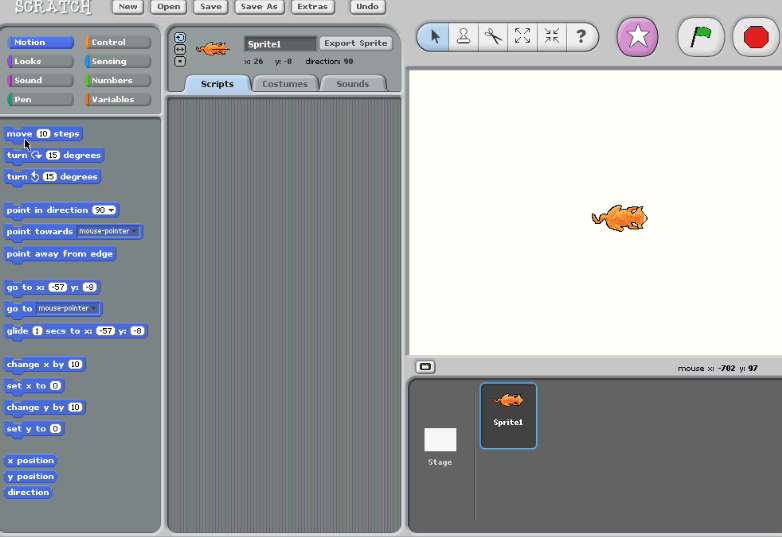 SCRATCH New Open Save Save As Extras Undo
Motion Control
Looks Sensing
Sound Numbers
Pen Variables
Sprite1 Export Sprite
x: 26 y: -8 direction: 90
Scripts Costumes Sounds
?
move 10 steps
turn 15 degrees
turn 15 degrees
point in direction 90
point towards mouse-pointer
point away from edge
go to x: -57 y: -8
go to mouse-pointer
glide 1 secs to x: -57 y: -8
change x by 10
set x to 0
change y by 10
set y to 0
x position
y position
direction
mouse x: -702 y: 97
Stage
Sprite1